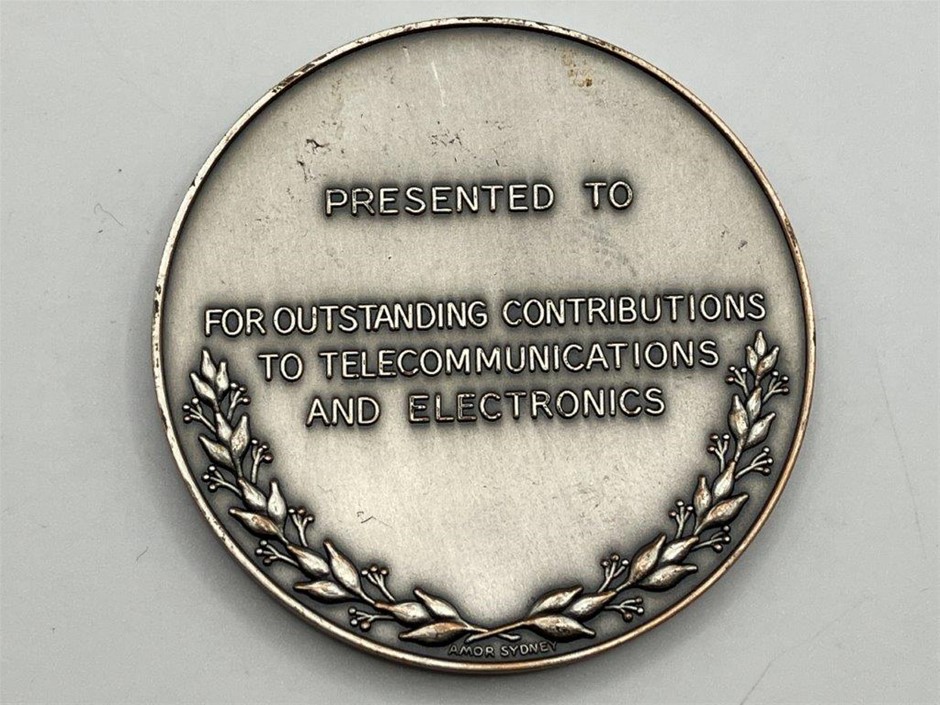 PRESENTED TO
FOR OUTSTANDING CONTRIBUTIONS
TO TELECOMMUNICATIONS
AND ELECTRONICS
AMOR SYDNEY